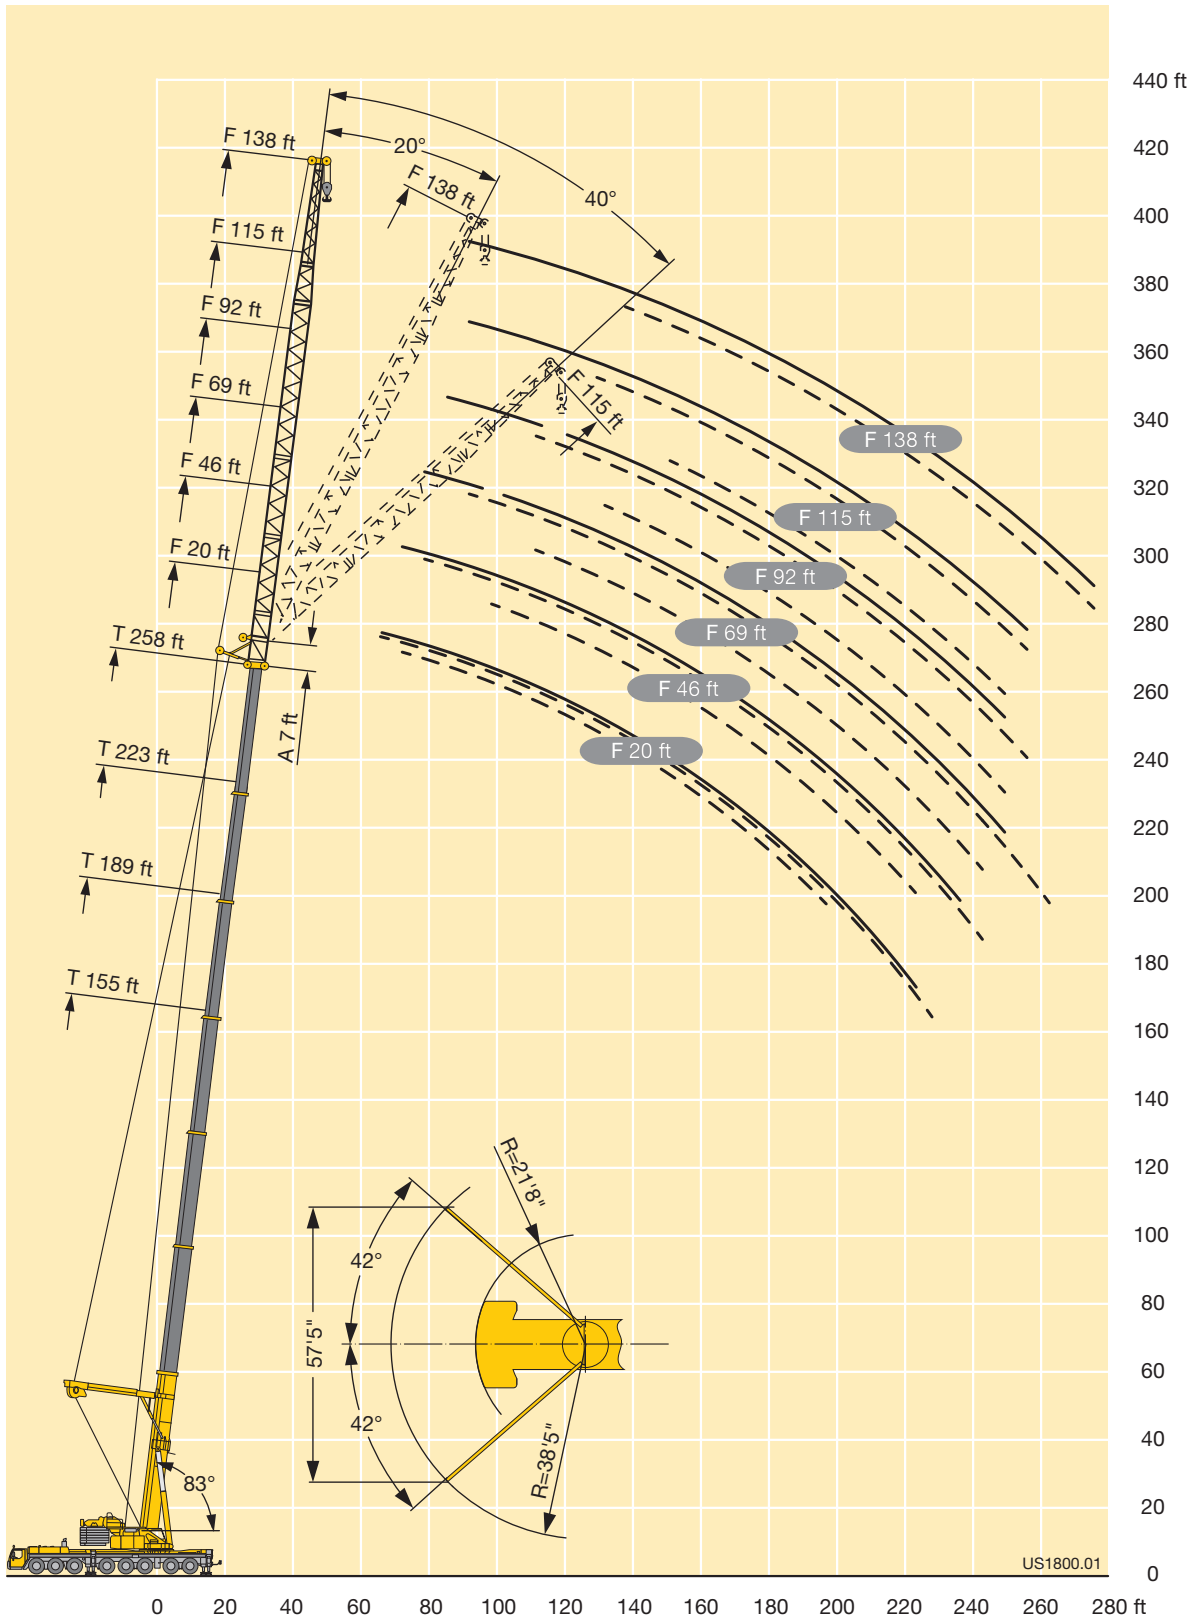 440 ft
420
400
380
360
340
320
300
280
260
240
220
200
180
160
140
120
100
80
60
40
20
0
F 138 ft
F 115 ft
F 92 ft
F 69 ft
F 46 ft
F 20 ft
T 258 ft
T 223 ft
T 189 ft
T 155 ft
20°
40°
F 138 ft
F 115 ft
A 7 ft
F 138 ft
F 115 ft
F 92 ft
F 69 ft
F 46 ft
F 20 ft
R=21'8"
42°
57'5"
42°
R=38'5"
83°
US1800.01
0 20 40 60 80 100 120 140 160 180 200 220 240 260 280 ft